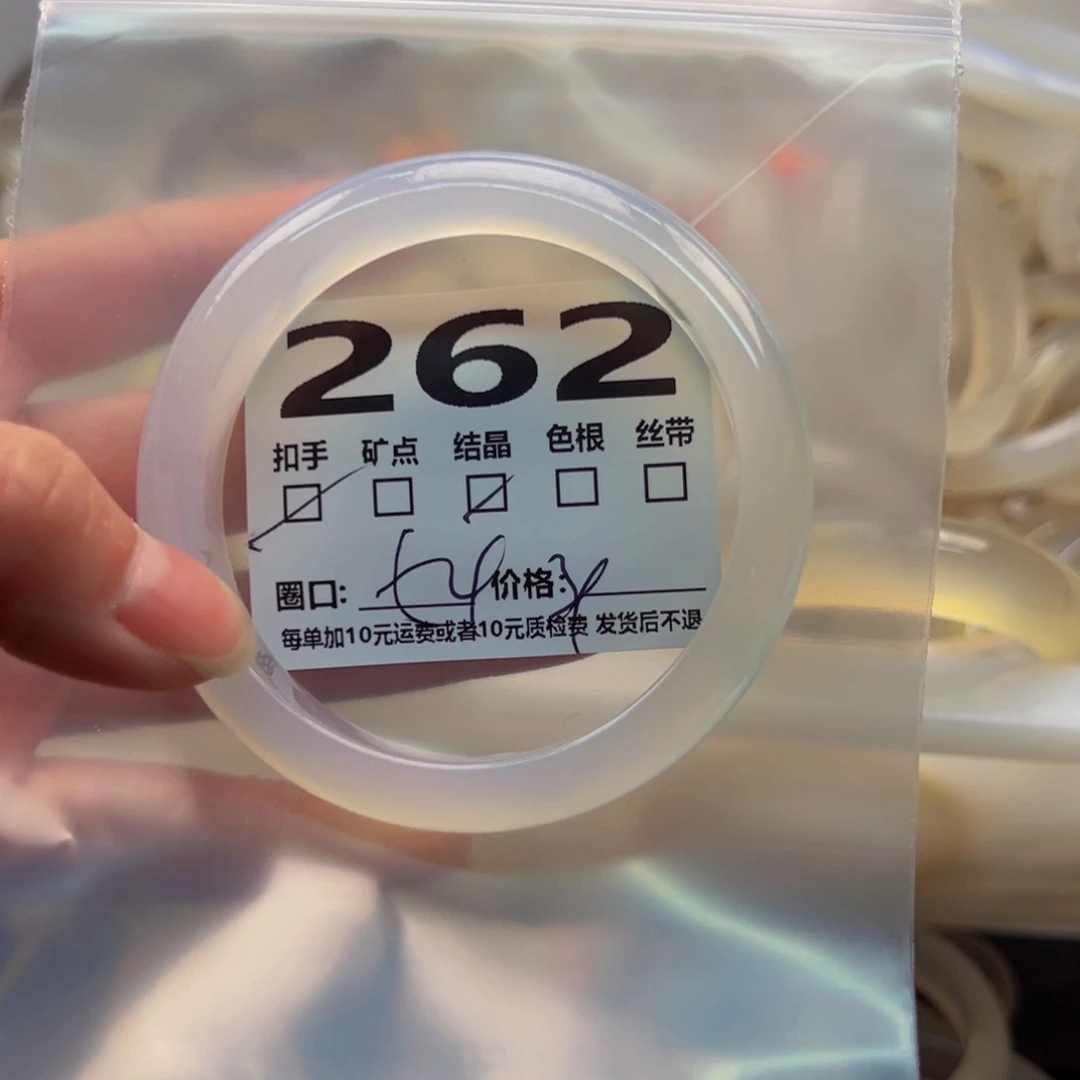 262
扣手 矿点 结晶 色根 丝带
圈口: 价格:
每单加10元运费或者10元质检费 发货后不退